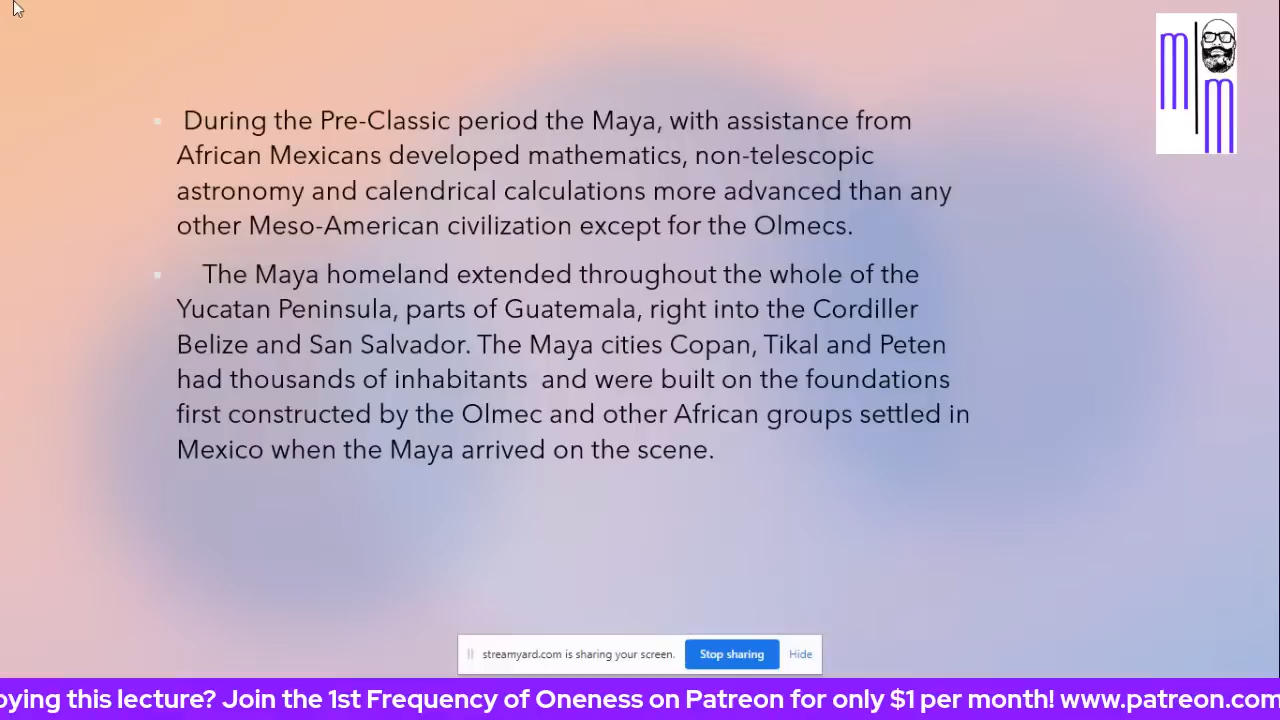 During the Pre-Classic period the Maya, with assistance from
African Mexicans developed mathematics, non-telescopic
astronomy and calendrical calculations more advanced than any
other Meso-American civilization except for the Olmecs.
The Maya homeland extended throughout the whole of the
Yucatan Peninsula, parts of Guatemala, right into the Cordiller
Belize and San Salvador. The Maya cities Copan, Tikal and Peten
had thousands of inhabitants and were built on the foundations
first constructed by the Olmec and other African groups settled in
Mexico when the Maya arrived on the scene.
m
m
streamyard.com is sharing your screen. Stop sharing Hide
oying this lecture? Join the 1st Frequency of Oneness on Patreon for only $1 per month! www.patreon.com